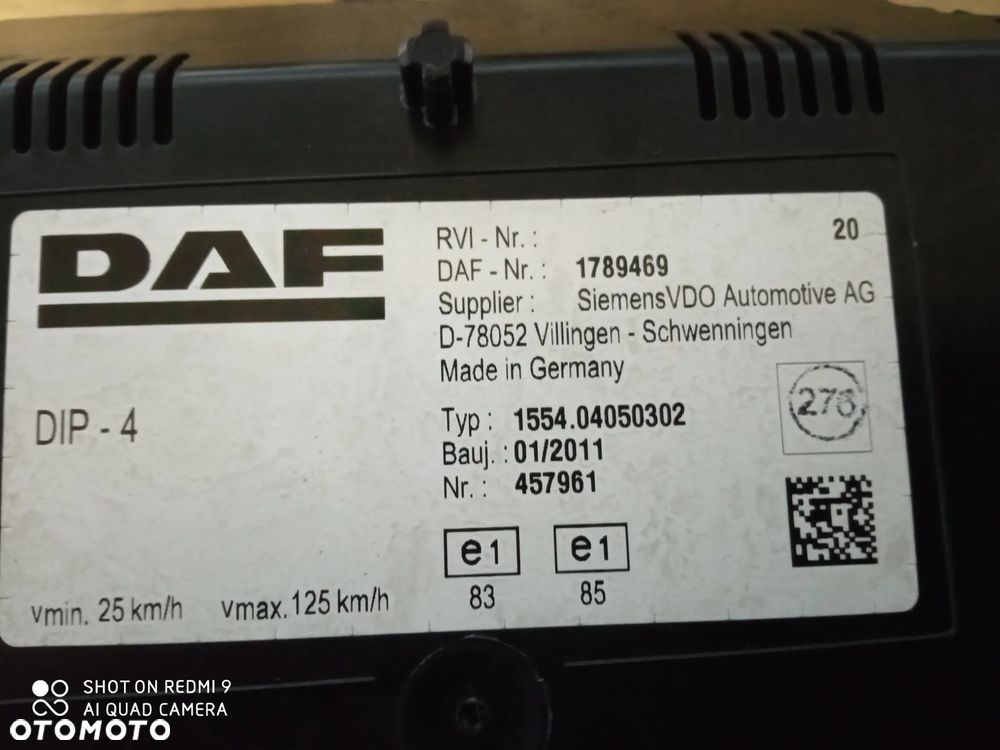 DAF
RVI - Nr. : 20
DAF - Nr. : 1789469
Supplier : SiemensVDO Automotive AG
D-78052 Villingen - Schwenningen
Made in Germany
DIP - 4
Typ : 1554.04050302
Bauj. : 01/2011
Nr. : 457961
276
e1 e1
83 85
vmin. 25 km/h vmax. 125 km/h
SHOT ON REDMI 9
AI QUAD CAMERA
OTOMOTO